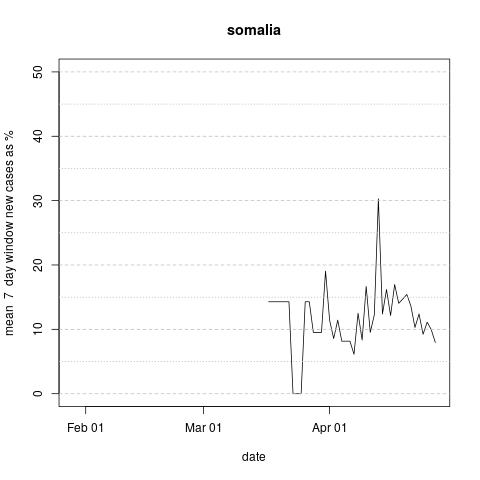 somalia
mean 7 day window new cases as %
50
40
30
20
10
0
Feb 01
Mar 01
Apr 01
date